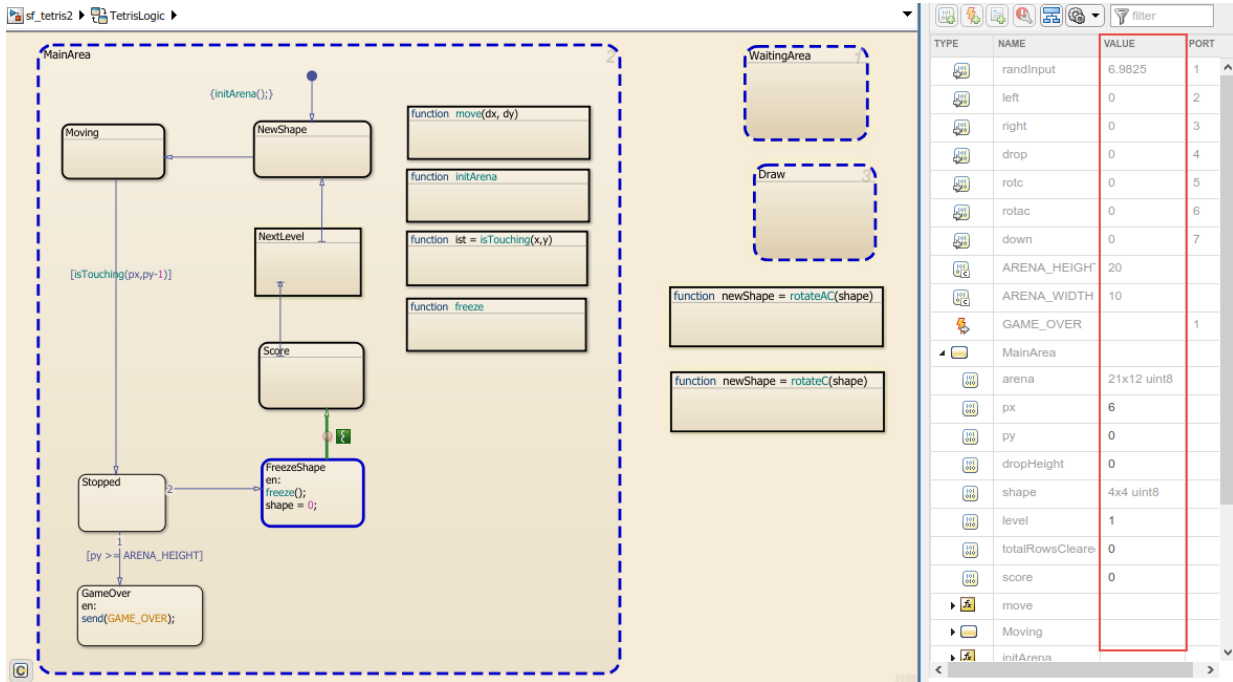 sf_tetris2 TetrisLogic
MainArea
2
{initArena();}
Moving
NewShape
function move(dx, dy)
function initArena
NextLevel
function ist = isTouching(x,y)
[isTouching(px,py-1)]
function freeze
Score
FreezeShape
en:
freeze();
shape = 0;
Stopped
2
1
[py >= ARENA_HEIGHT]
GameOver
en:
send(GAME_OVER);
WaitingArea
1
Draw
3
function newShape = rotateAC(shape)
function newShape = rotateC(shape)
C
filter
TYPE NAME VALUE PORT
randInput 6.9825 1
left 0 2
right 0 3
drop 0 4
rotc 0 5
rotac 0 6
down 0 7
ARENA_HEIGHT 20
ARENA_WIDTH 10
GAME_OVER 1
MainArea
arena 21x12 uint8
px 6
py 0
dropHeight 0
shape 4x4 uint8
level 1
totalRowsCleare 0
score 0
fx move
Moving
fx initArena